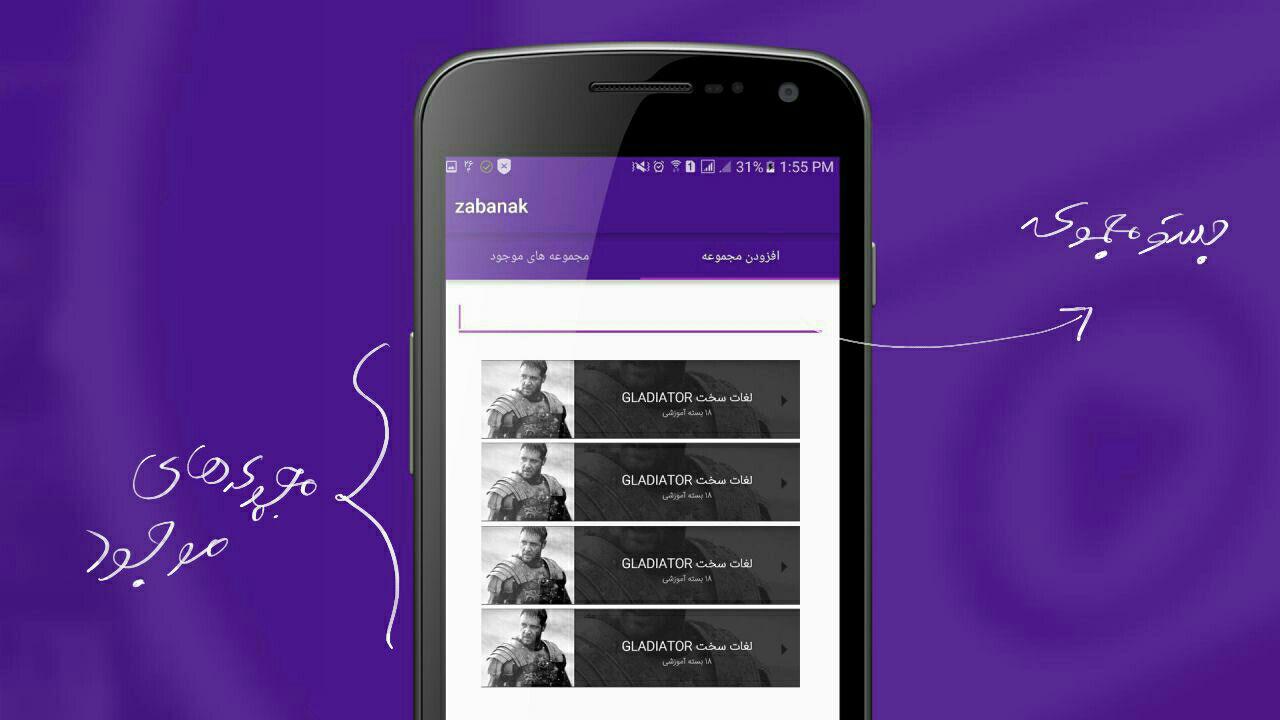 ۲۶
31% 1:55 PM
zabanak
افزودن مجموعه
مجموعه های موجود
جستجو مجموعه
لغات سخت GLADIATOR
۱۸ بسته آموزشی
لغات سخت GLADIATOR
۱۸ بسته آموزشی
مجموعه های
موجود
لغات سخت GLADIATOR
۱۸ بسته آموزشی
لغات سخت GLADIATOR
۱۸ بسته آموزشی